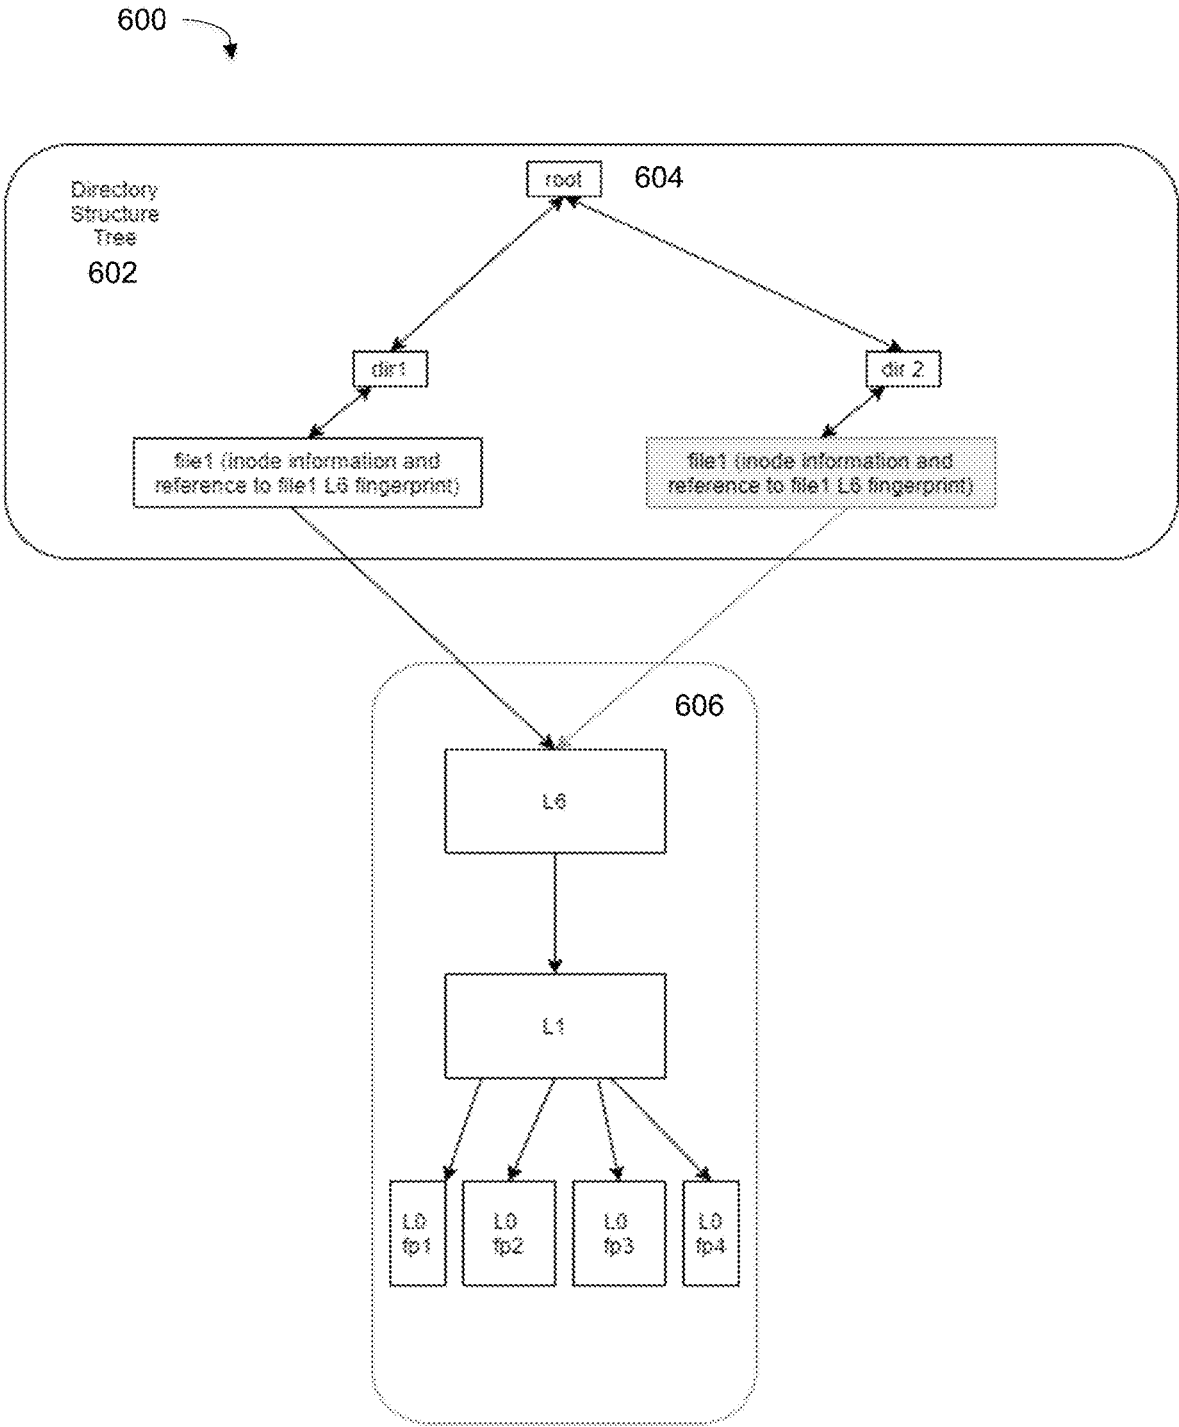 600
root
604
Directory
Structure
Tree
602
dir1
dir 2
file1 (inode information and
reference to file1 L6 fingerprint)
file1 (inode information and
reference to file1 L6 fingerprint)
606
L6
L1
L0
fp1
L0
fp2
L0
fp3
L0
fp4